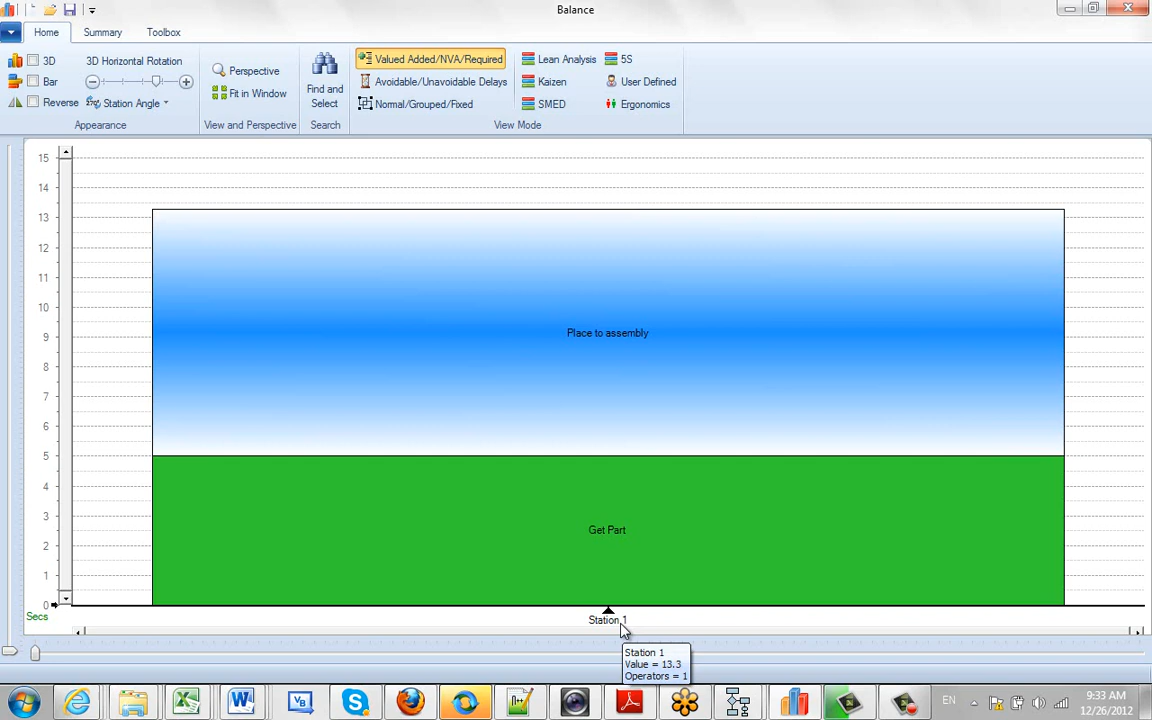 Balance
Home Summary Toolbox
3D 3D Horizontal Rotation
Bar
Reverse Station Angle
Appearance
Perspective
Fit in Window
View and Perspective
Find and
Select
Search
Valued Added/NVA/Required Lean Analysis 5S
Avoidable/Unavoidable Delays Kaizen User Defined
Normal/Grouped/Fixed SMED Ergonomics
View Mode
15
14
13
12
11
10
9
8
7
6
5
4
3
2
1
0
Secs
Place to assembly
Get Part
Station 1
Station 1
Value = 13.3
Operators = 1
EN
9:33 AM
12/26/2012